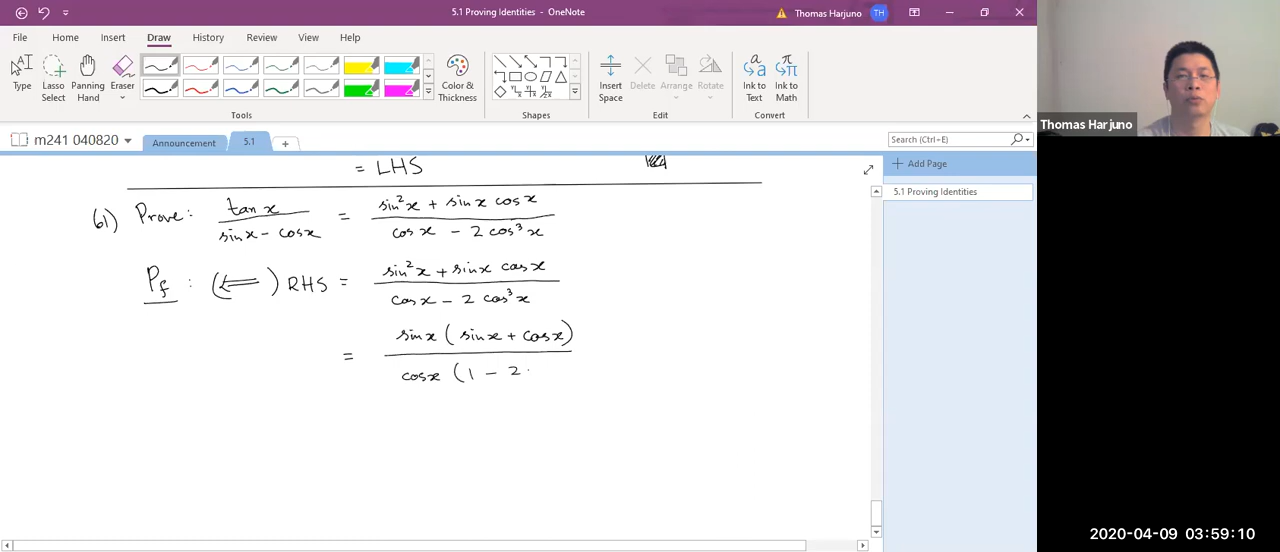 5.1 Proving Identities - OneNote
Thomas Harjuno TH
File Home Insert Draw History Review View Help
Type Lasso Select Panning Hand Eraser Color & Thickness Insert Space Delete Arrange Rotate Ink to Text Ink to Math
Tools Shapes Edit Convert
m241 040820 Announcement 5.1
Search (Ctrl+E)
Add Page
5.1 Proving Identities
= LHS
61) Prove: tan x / (sin x - cos x) = (sin²x + sin x cos x) / (cos x - 2 cos³x)
Pf : (⇐) RHS = (sin²x + sin x cos x) / (cos x - 2 cos³x)
= sin x (sin x + cos x) / cos x (1 - 2
Thomas Harjuno
2020-04-09 03:59:10